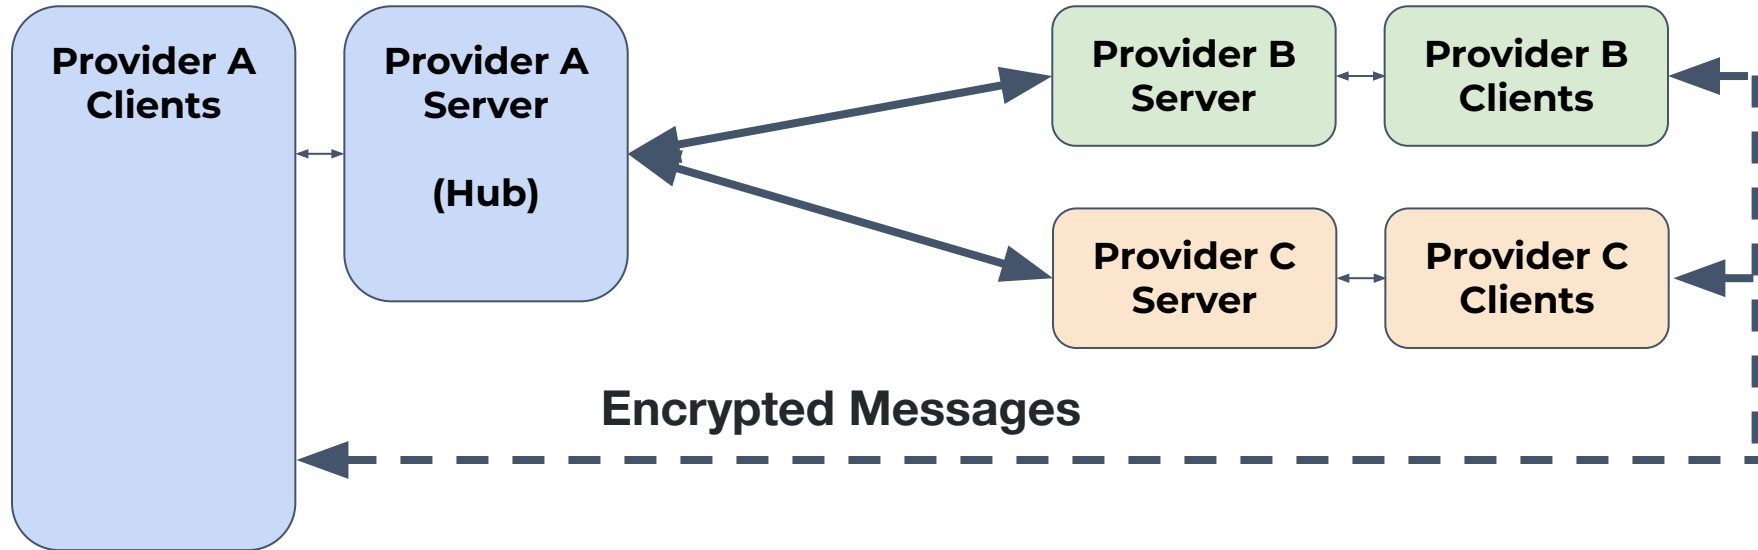 Provider A
Clients
Provider A
Server
(Hub)
Provider B
Server
Provider B
Clients
Provider C
Server
Provider C
Clients
Encrypted Messages